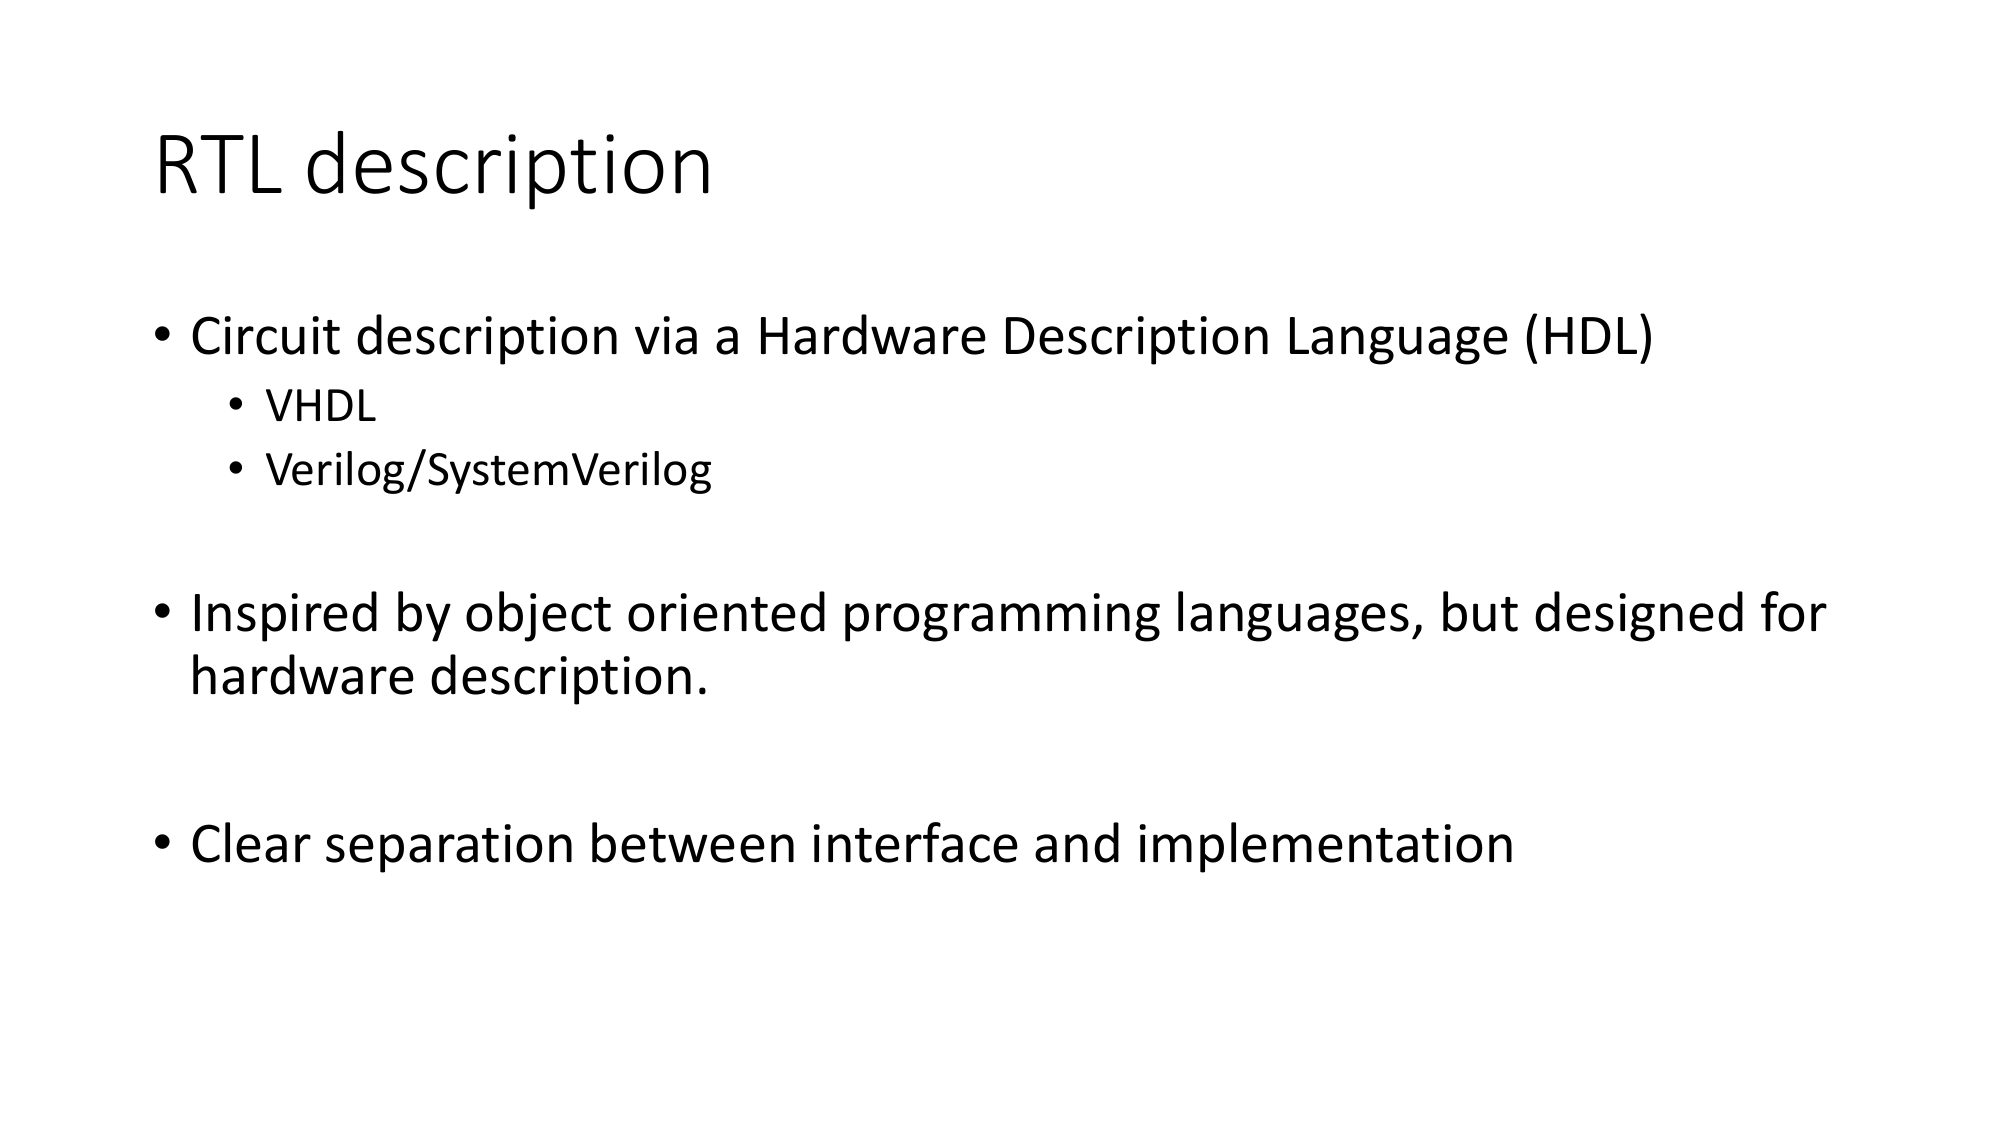 RTL description
• Circuit description via a Hardware Description Language (HDL)
• VHDL
• Verilog/SystemVerilog
• Inspired by object oriented programming languages, but designed for
hardware description.
• Clear separation between interface and implementation